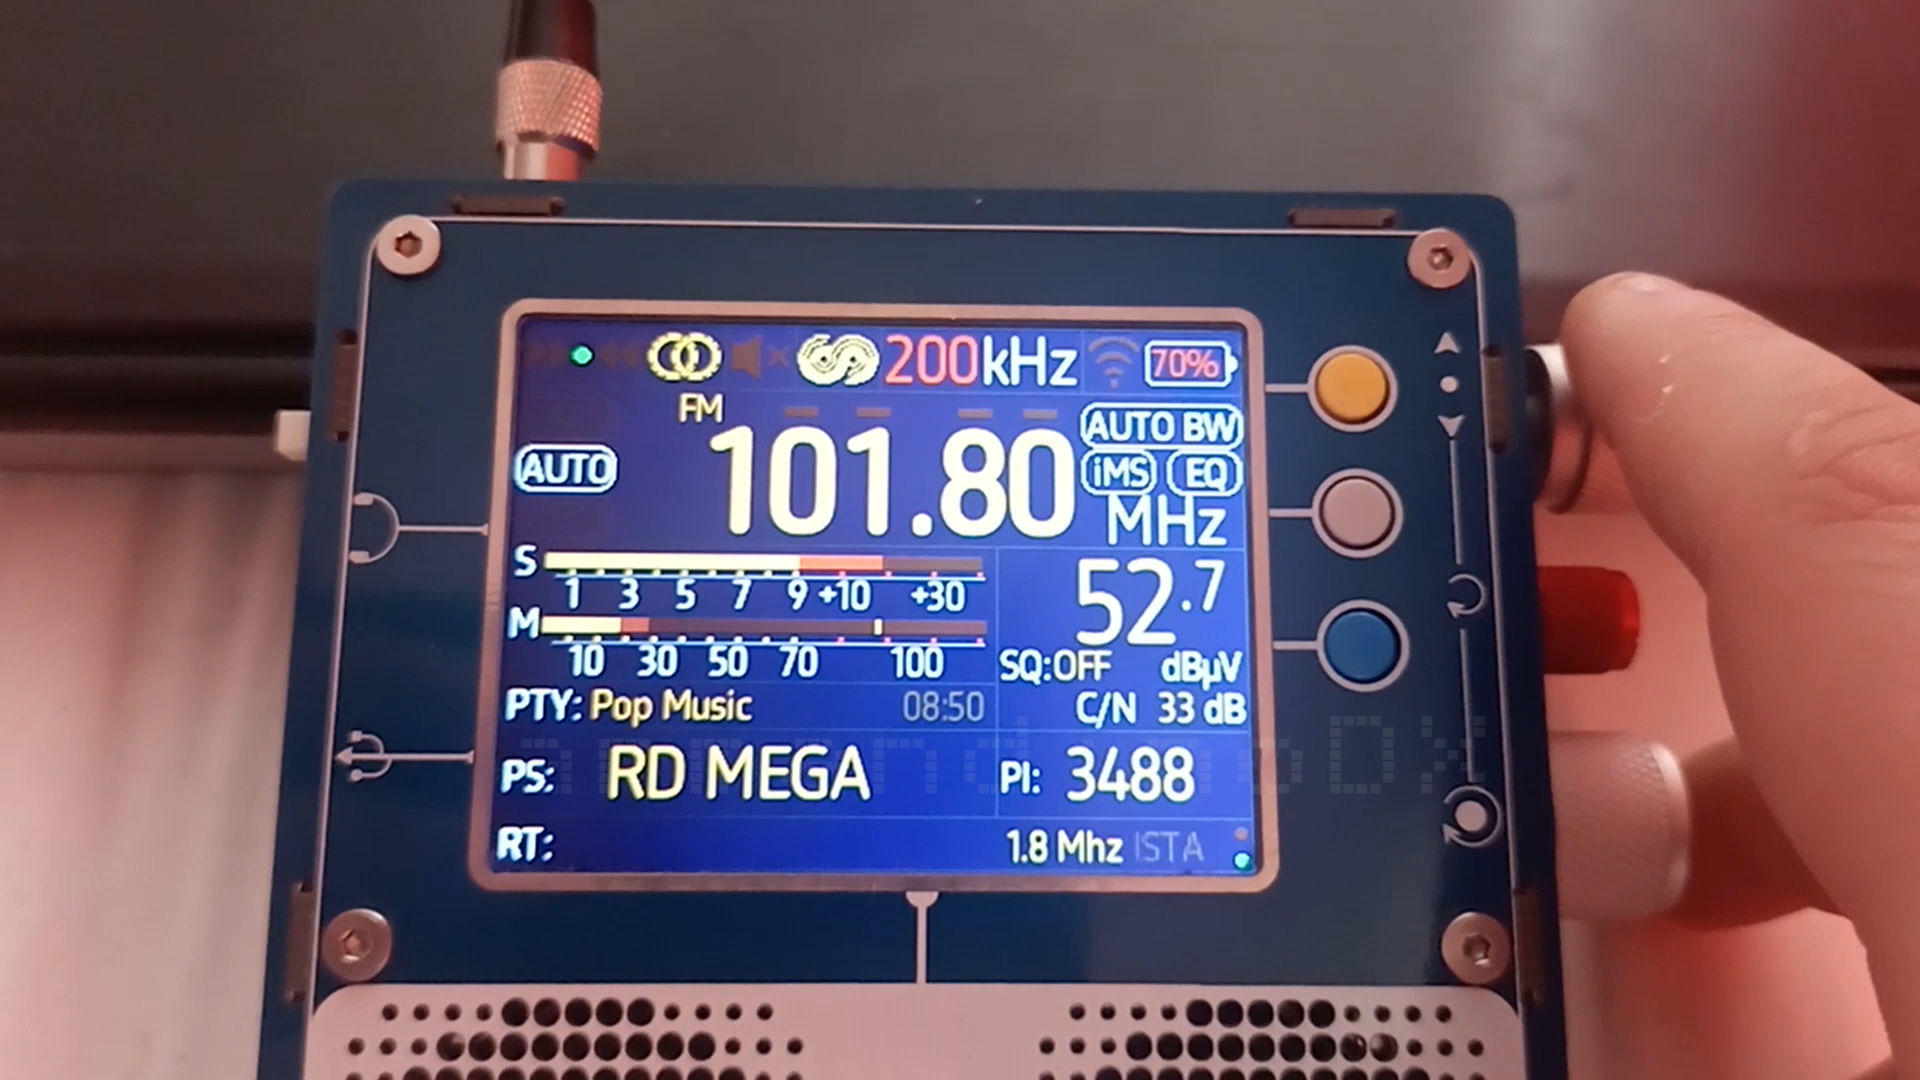 200kHz 70%
FM
AUTO BW
AUTO 101.80 iMS EQ
MHz
S
1 3 5 7 9 +10 +30
52.7
M
10 30 50 70 100
SQ:OFF dBµV
PTY: Pop Music 08:50 C/N 33 dB
PS: RD MEGA PI: 3488
RT: 1.8 Mhz ISTA